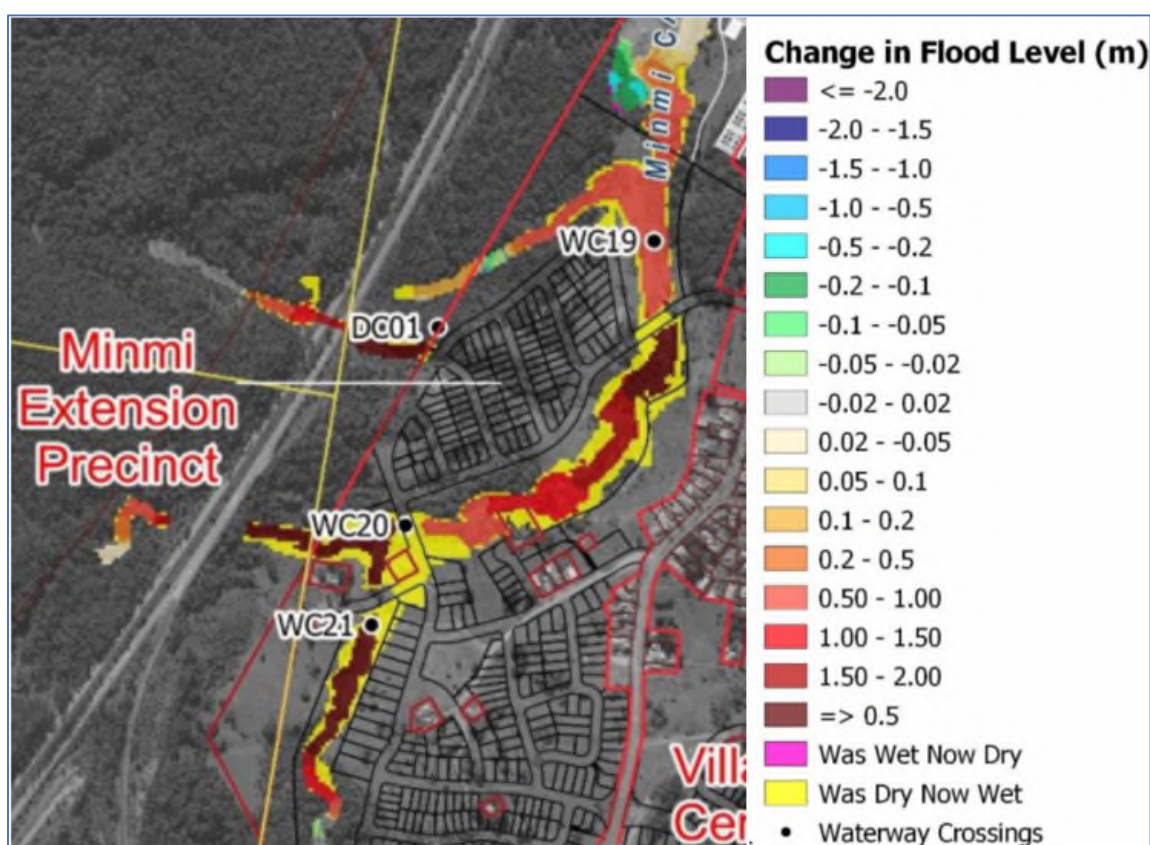 Minmi C
WC19
DC01
Minmi
Extension
Precinct
WC20
WC21
Villa
Cer
Change in Flood Level (m)
<= -2.0
-2.0 - -1.5
-1.5 - -1.0
-1.0 - -0.5
-0.5 - -0.2
-0.2 - -0.1
-0.1 - -0.05
-0.05 - -0.02
-0.02 - 0.02
0.02 - -0.05
0.05 - 0.1
0.1 - 0.2
0.2 - 0.5
0.50 - 1.00
1.00 - 1.50
1.50 - 2.00
=> 0.5
Was Wet Now Dry
Was Dry Now Wet
Waterway Crossings